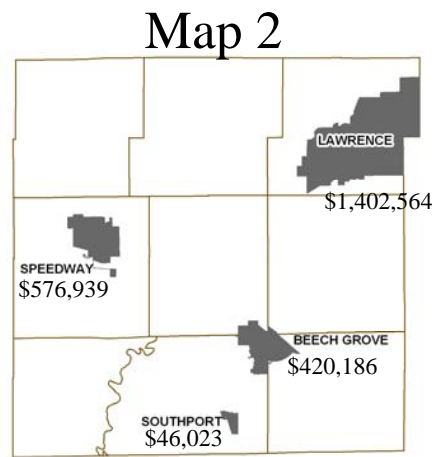 Map 2
LAWRENCE
$1,402,564
SPEEDWAY
$576,939
BEECH GROVE
$420,186
SOUTHPORT
$46,023